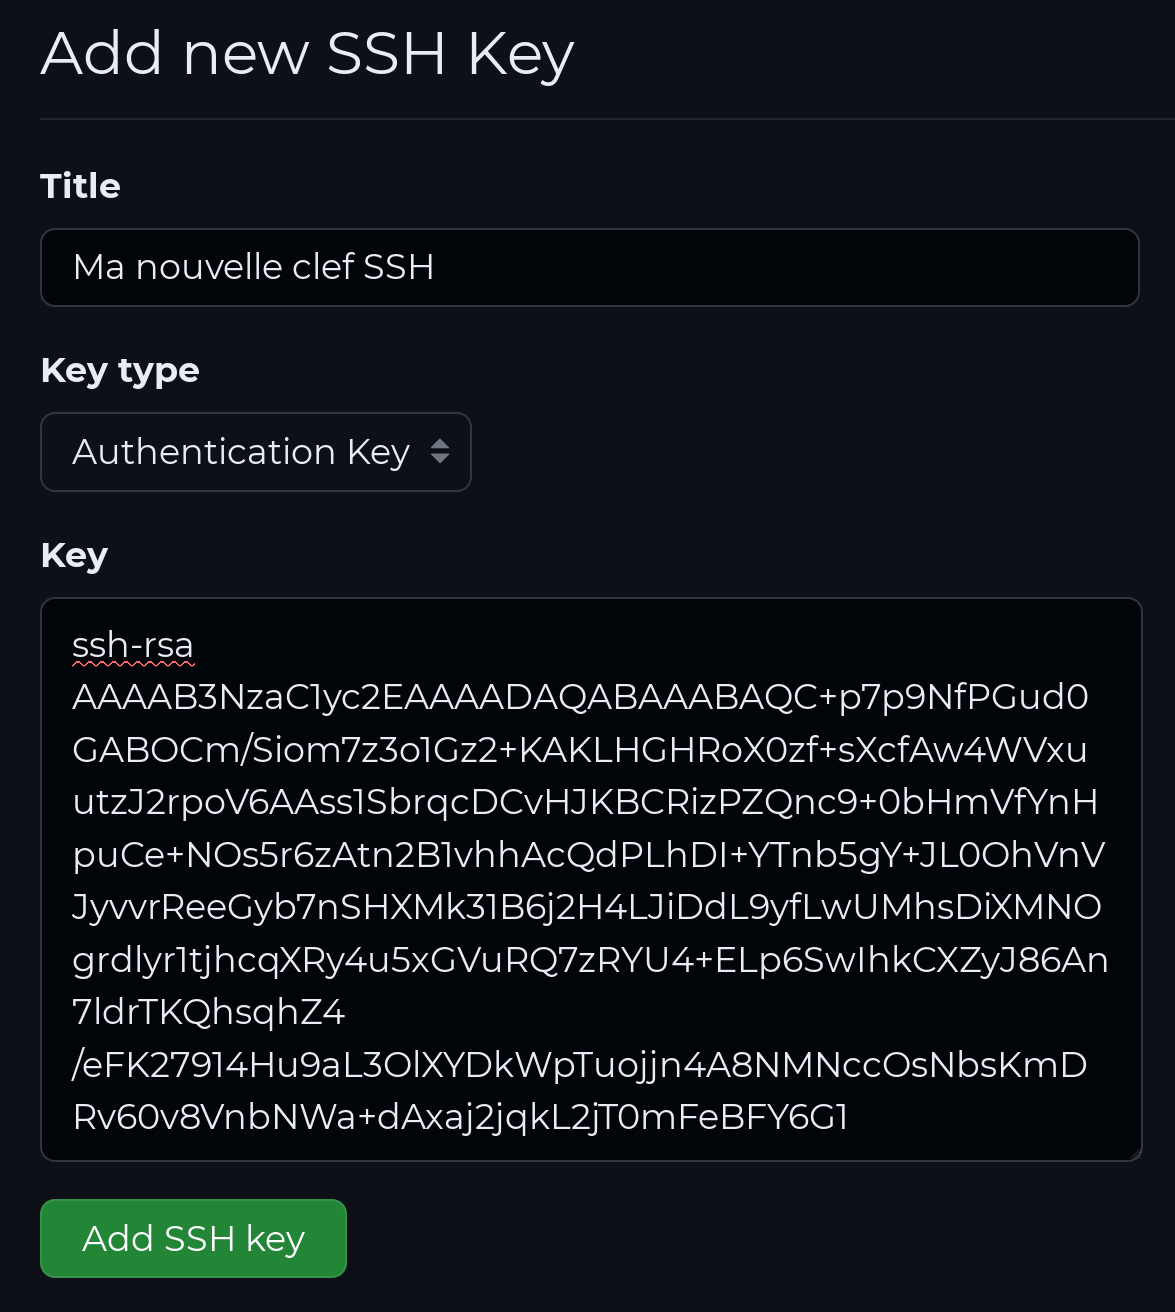 Add new SSH Key
Title
Ma nouvelle clef SSH
Key type
Authentication Key
Key
ssh-rsa
AAAAB3NzaC1yc2EAAAADAQABAAABAQC+p7p9NfPGud0
GABOCm/Siom7z3o1Gz2+KAKLHGHRoX0zf+sXcfAw4WVxu
utzJ2rpoV6AAss1SbrqcDCvHJKBCRizPZQnc9+0bHmVfYnH
puCe+NOs5r6zAtn2B1vhhAcQdPLhDI+YTnb5gY+JL0OhVnV
JyvvrReeGyb7nSHXMk31B6j2H4LJiDdL9yfLwUMhsDiXMNO
grdlyr1tjhcqXRy4u5xGVuRQ7zRYU4+ELp6SwIhkCXZyJ86An
7ldrTKQhsqhZ4
/eFK27914Hu9aL3OlXYDkWpTuojjn4A8NMNccOsNbsKmD
Rv60v8VnbNWa+dAxaj2jqkL2jT0mFeBFY6G1
Add SSH key